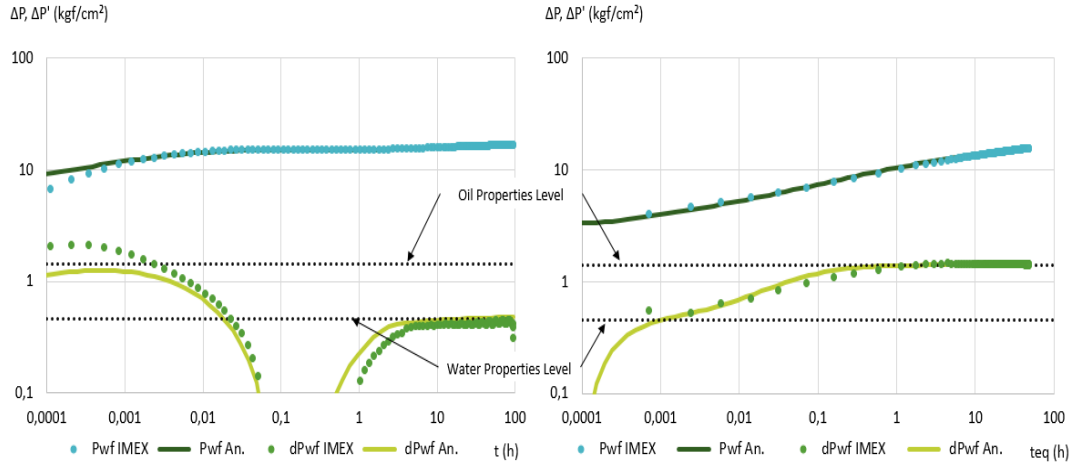 ΔP, ΔP' (kgf/cm²)
100
10
1
0,1
0,0001 0,001 0,01 0,1 1 10 100
Pwf IMEX Pwf An. dPwf IMEX dPwf An. t (h)
Oil Properties Level
Water Properties Level
ΔP, ΔP' (kgf/cm²)
100
10
1
0,1
0,0001 0,001 0,01 0,1 1 10 100
Pwf IMEX Pwf An. dPwf IMEX dPwf An. teq (h)